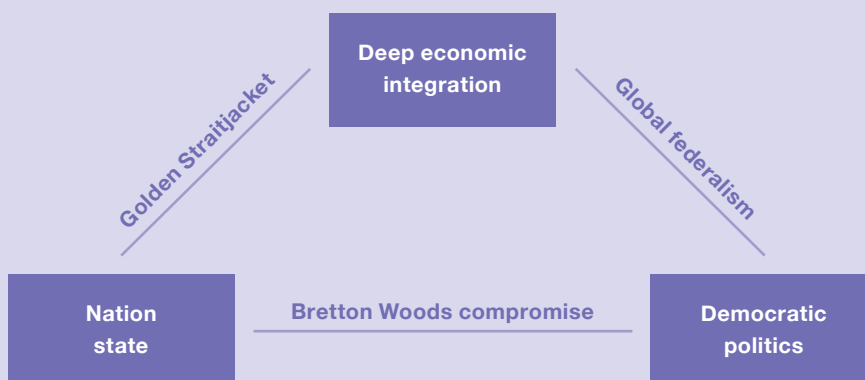 Deep economic
integration
Golden Straitjacket
Global federalism
Nation
state
Bretton Woods compromise
Democratic
politics